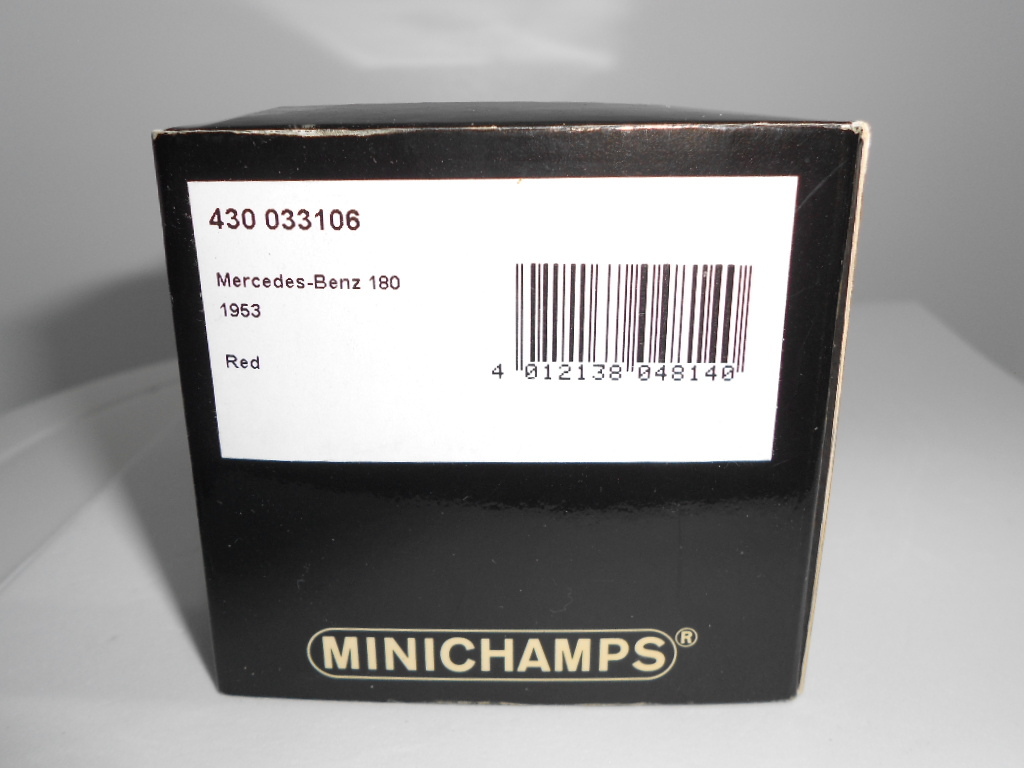 430 033106
Mercedes-Benz 180
1953
Red
4 012138 048140
MINICHAMPS®